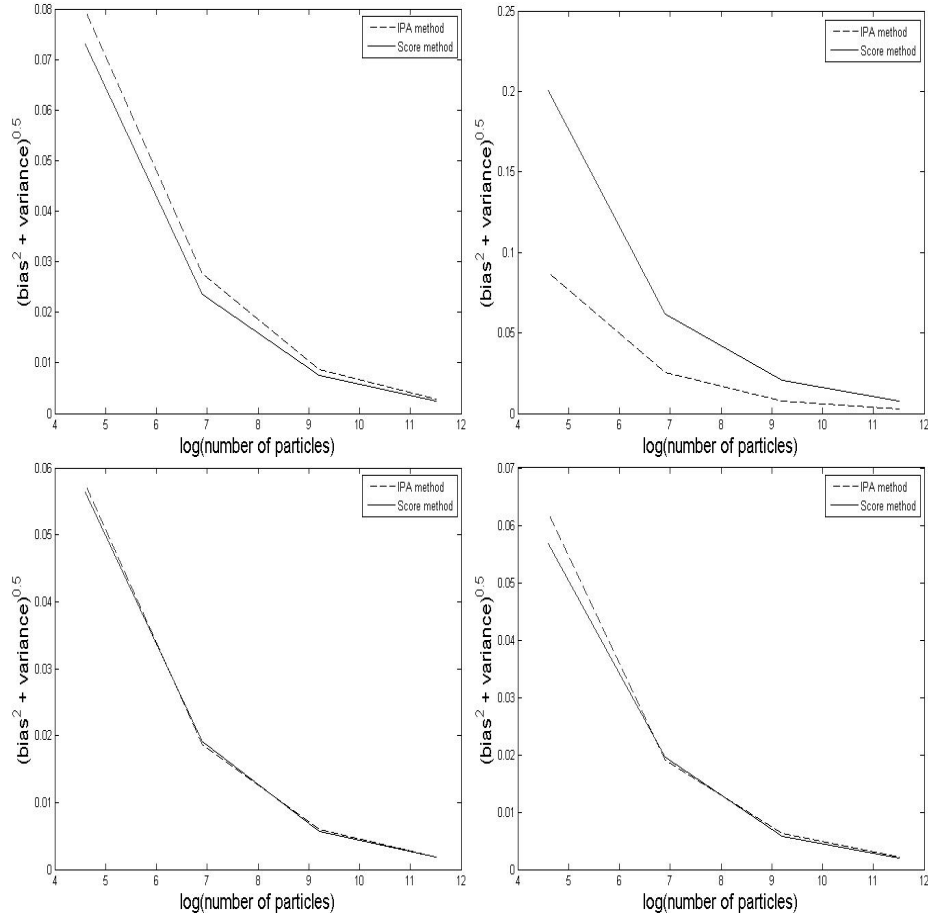 0.08
0.07
0.06
0.05
0.04
0.03
0.02
0.01
0
(bias² + variance)^0.5
4 5 6 7 8 9 10 11 12
log(number of particles)
IPA method
Score method
0.25
0.2
0.15
0.1
0.05
0
(bias² + variance)^0.5
4 5 6 7 8 9 10 11 12
log(number of particles)
IPA method
Score method
0.06
0.05
0.04
0.03
0.02
0.01
0
(bias² + variance)^0.5
4 5 6 7 8 9 10 11 12
log(number of particles)
IPA method
Score method
0.07
0.06
0.05
0.04
0.03
0.02
0.01
0
(bias² + variance)^0.5
4 5 6 7 8 9 10 11 12
log(number of particles)
IPA method
Score method